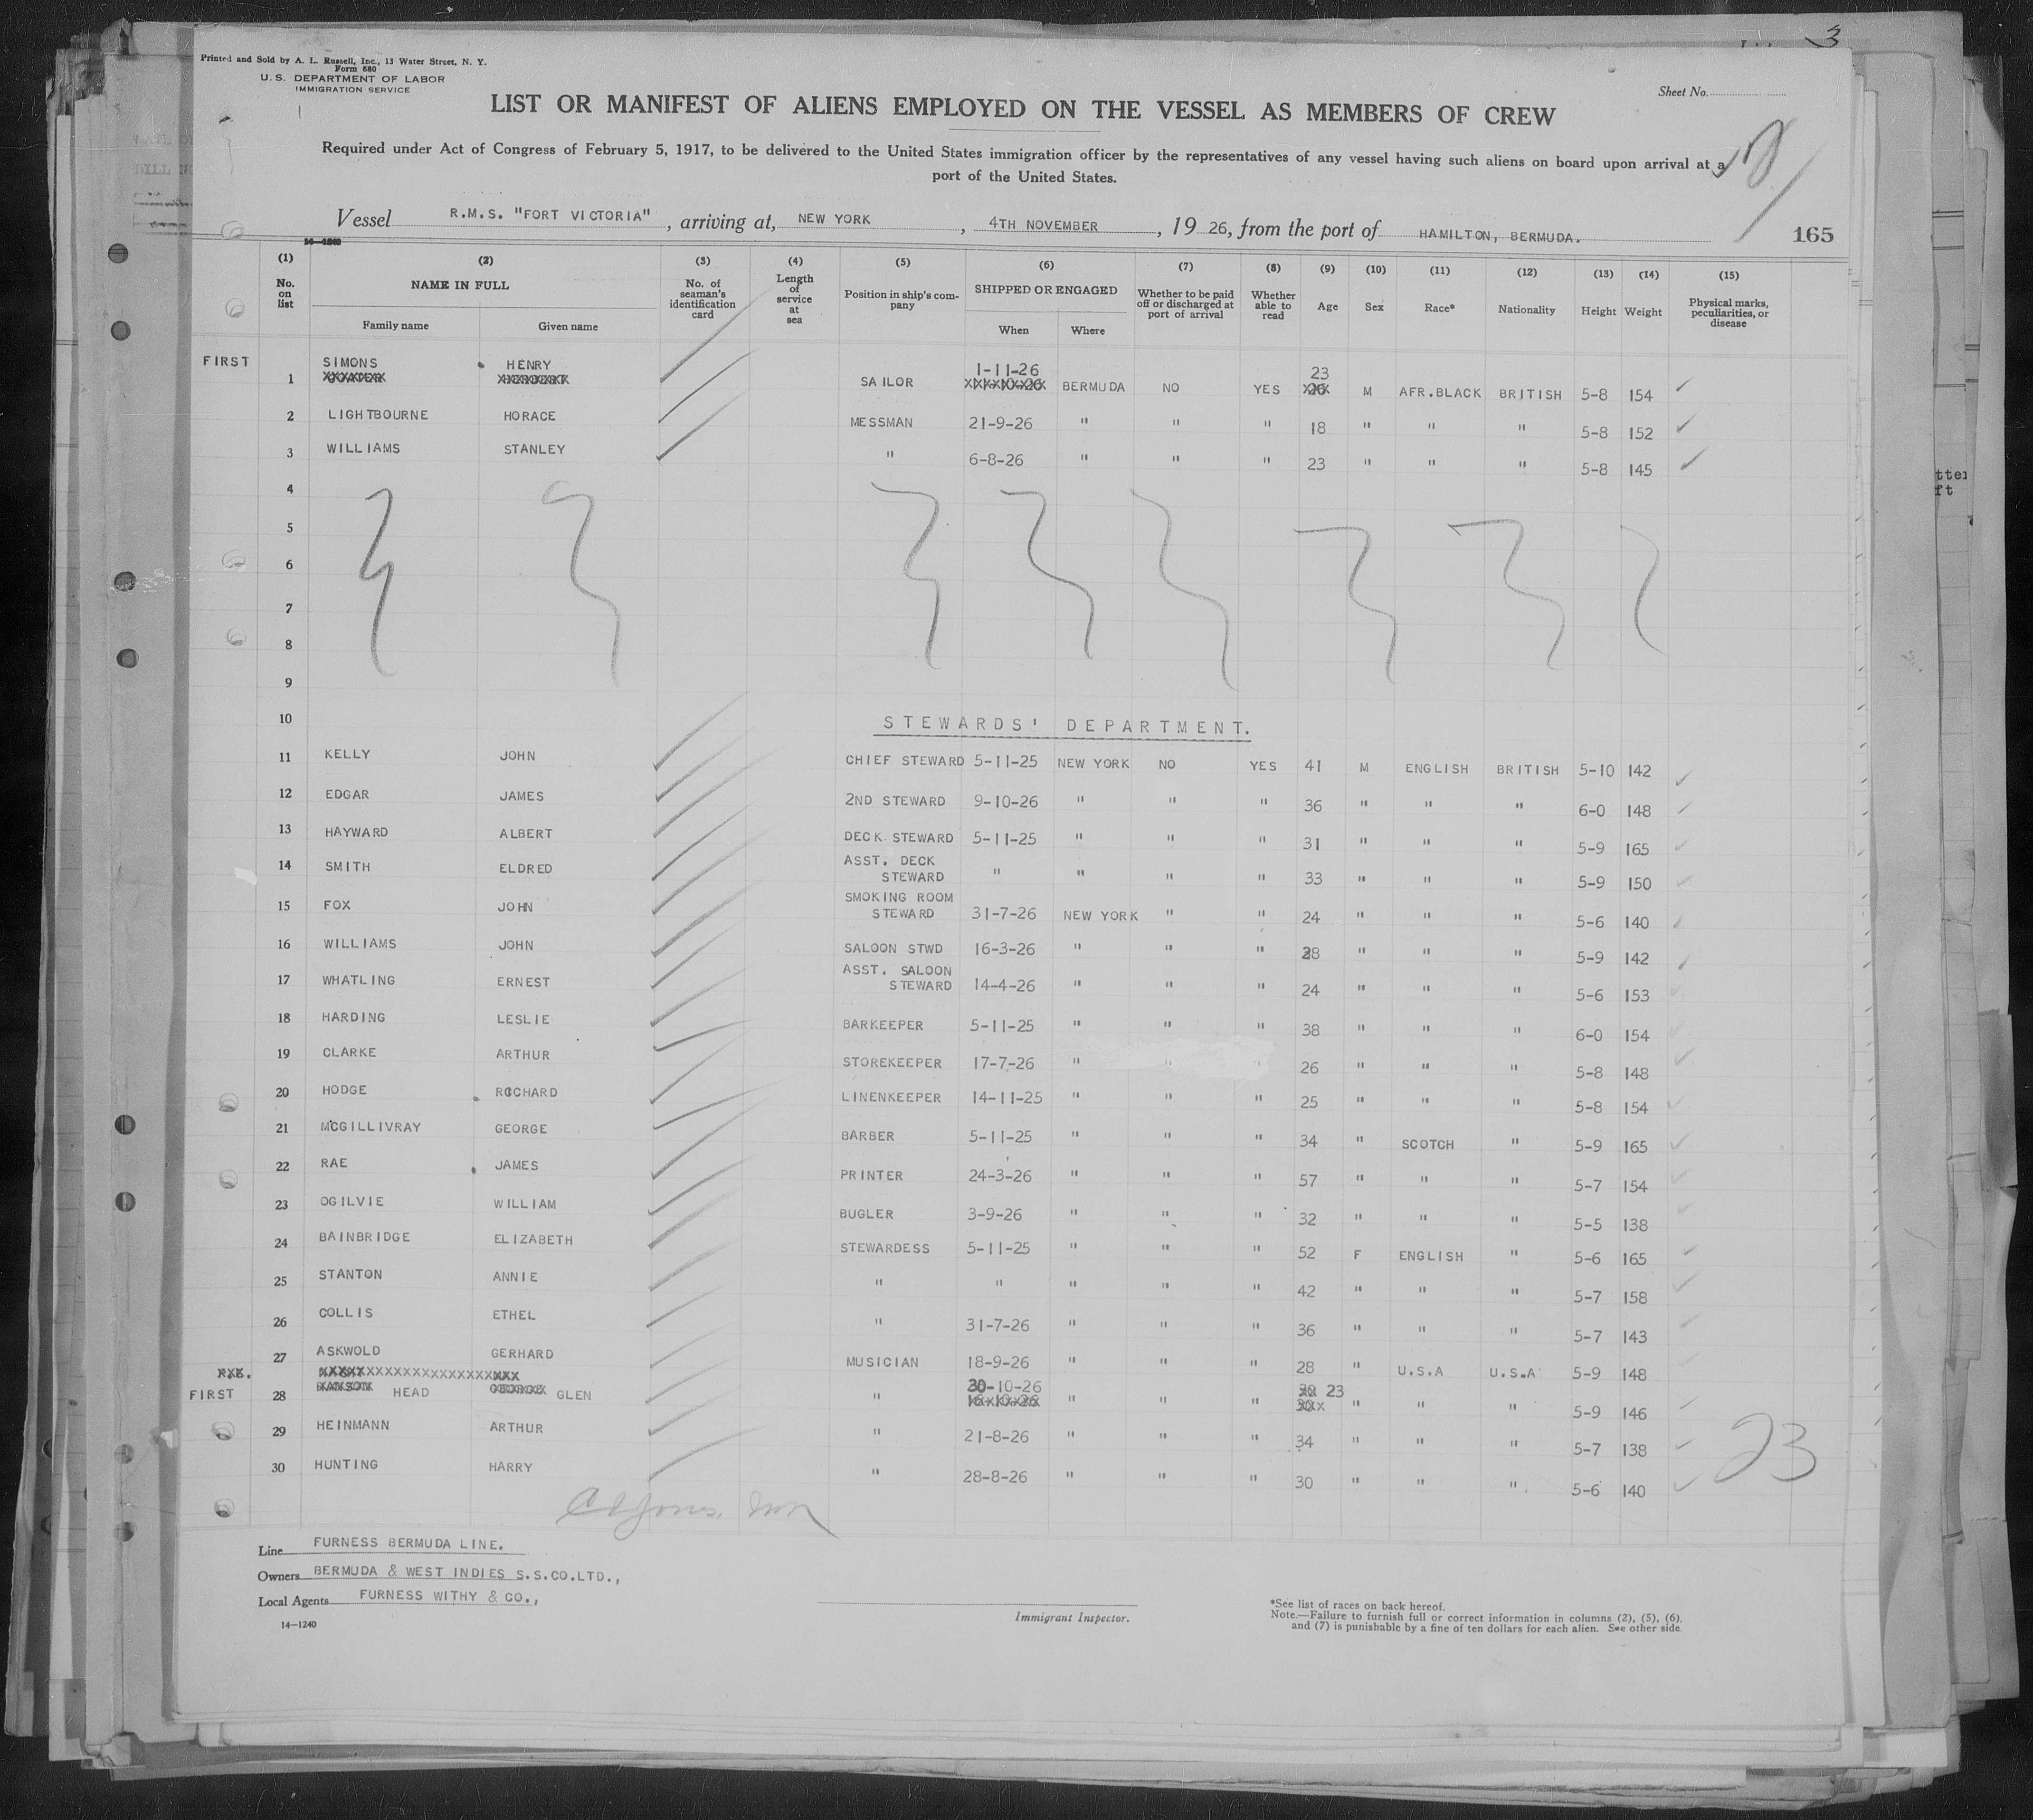 3
Printed and Sold by A. L. Russell, Inc., 13 Water Street, N. Y.
Form 680
U. S. DEPARTMENT OF LABOR
IMMIGRATION SERVICE
Sheet No.
LIST OR MANIFEST OF ALIENS EMPLOYED ON THE VESSEL AS MEMBERS OF CREW
Required under Act of Congress of February 5, 1917, to be delivered to the United States immigration officer by the representatives of any vessel having such aliens on board upon arrival at a
port of the United States.
Vessel R.M.S. "FORT VICTORIA", arriving at, NEW YORK, 4TH NOVEMBER, 19 26, from the port of HAMILTON, BERMUDA.
165
14—1240
(1) (2) (3) (4) (5) (6) (7) (8) (9) (10) (11) (12) (13) (14) (15)
No. on list NAME IN FULL Family name Given name No. of seaman's identification card Length of service at sea Position in ship's company SHIPPED OR ENGAGED When Where Whether to be paid off or discharged at port of arrival Whether able to read Age Sex Race* Nationality Height Weight Physical marks, peculiarities, or disease
FIRST SIMONS HENRY 1-11-26 23
1 SAILOR BERMUDA NO YES M AFR.BLACK BRITISH 5-8 154
2 LIGHTBOURNE HORACE MESSMAN 21-9-26 " " " 18 " " " 5-8 152
3 WILLIAMS STANLEY " 6-8-26 " " " 23 " " " 5-8 145
4
5
6
7
8
9
10 STEWARDS' DEPARTMENT.
11 KELLY JOHN CHIEF STEWARD 5-11-25 NEW YORK NO YES 41 M ENGLISH BRITISH 5-10 142
12 EDGAR JAMES 2ND STEWARD 9-10-26 " " " 36 " " " 6-0 148
13 HAYWARD ALBERT DECK STEWARD 5-11-25 " " " 31 " " " 5-9 165
14 SMITH ELDRED ASST. DECK STEWARD " " " " 33 " " " 5-9 150
15 FOX JOHN SMOKING ROOM STEWARD 31-7-26 NEW YORK " " 24 " " " 5-6 140
16 WILLIAMS JOHN SALOON STWD 16-3-26 " " " 28 " " " 5-9 142
17 WHATLING ERNEST ASST. SALOON STEWARD 14-4-26 " " " 24 " " " 5-6 153
18 HARDING LESLIE BARKEEPER 5-11-25 " " " 38 " " " 6-0 154
19 CLARKE ARTHUR STOREKEEPER 17-7-26 " " " 26 " " " 5-8 148
20 HODGE RICHARD LINENKEEPER 14-11-25 " " " 25 " " " 5-8 154
21 MCGILLIVRAY GEORGE BARBER 5-11-25 " " " 34 " SCOTCH " 5-9 165
22 RAE JAMES PRINTER 24-3-26 " " " 57 " " " 5-7 154
23 OGILVIE WILLIAM BUGLER 3-9-26 " " " 32 " " " 5-5 138
24 BAINBRIDGE ELIZABETH STEWARDESS 5-11-25 " " " 52 F ENGLISH " 5-6 165
25 STANTON ANNIE " " " " " 42 " " " 5-7 158
26 COLLIS ETHEL " 31-7-26 " " " 36 " " " 5-7 143
27 ASKWOLD GERHARD MUSICIAN 18-9-26 " " " 28 " U.S.A U.S.A 5-9 148
FIRST 28 HEAD GLEN " 30-10-26 " " " 23 " " " 5-9 146
29 HEINMANN ARTHUR " 21-8-26 " " " 34 " " " 5-7 138
30 HUNTING HARRY " 28-8-26 " " " 30 " " " 5-6 140
23
Line FURNESS BERMUDA LINE.
Owners BERMUDA & WEST INDIES S.S.CO.LTD.,
Local Agents FURNESS WITHY & CO.,
14—1240
Immigrant Inspector.
*See list of races on back hereof.
Note.—Failure to furnish full or correct information in columns (2), (5), (6),
and (7) is punishable by a fine of ten dollars for each alien. See other side